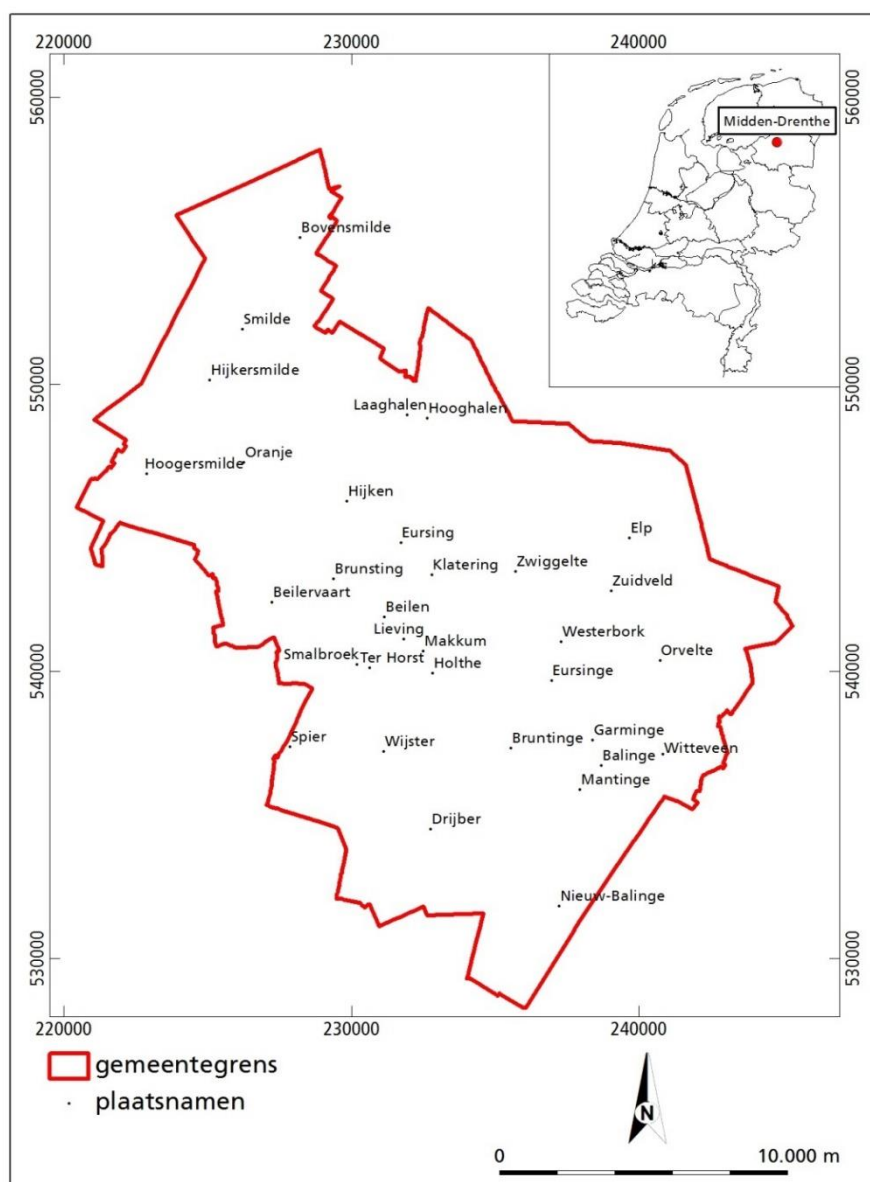 220000 230000 240000
560000 560000
Midden-Drenthe
Bovensmilde
Smilde
Hijkersmilde
550000 550000
Laaghalen Hooghalen
Hoogersmilde Oranje
Hijken
Eursing Elp
Brunsting Klatering Zwiggelte
Zuidveld
Beilervaart
Beilen
Lieving Makkum Westerbork
Smalbroek Ter Horst Holthe Orvelte
540000 540000
Eursinge
Spier Wijster Bruntinge Garminge
Balinge Witteveen
Mantinge
Drijber
Nieuw-Balinge
530000 530000
220000 230000 240000
gemeentegrens
plaatsnamen
N
0 10.000 m